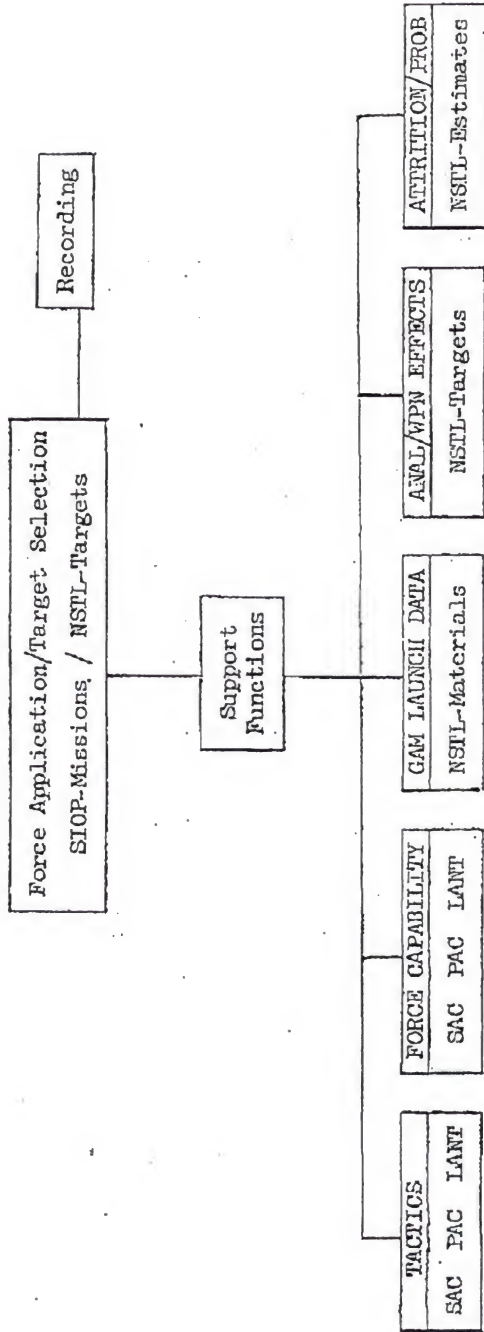 Force Application/Target Selection
SIOP-Missions / NSTL-Targets
Recording
Support
Functions
TACTICS
SAC PAC LANT
FORCE CAPABILITY
SAC PAC LANT
GAM LAUNCH DATA
NSTL-Materials
ANAL/WPN EFFECTS
NSTL-Targets
ATTRITION/PROB
NSTL-Estimates